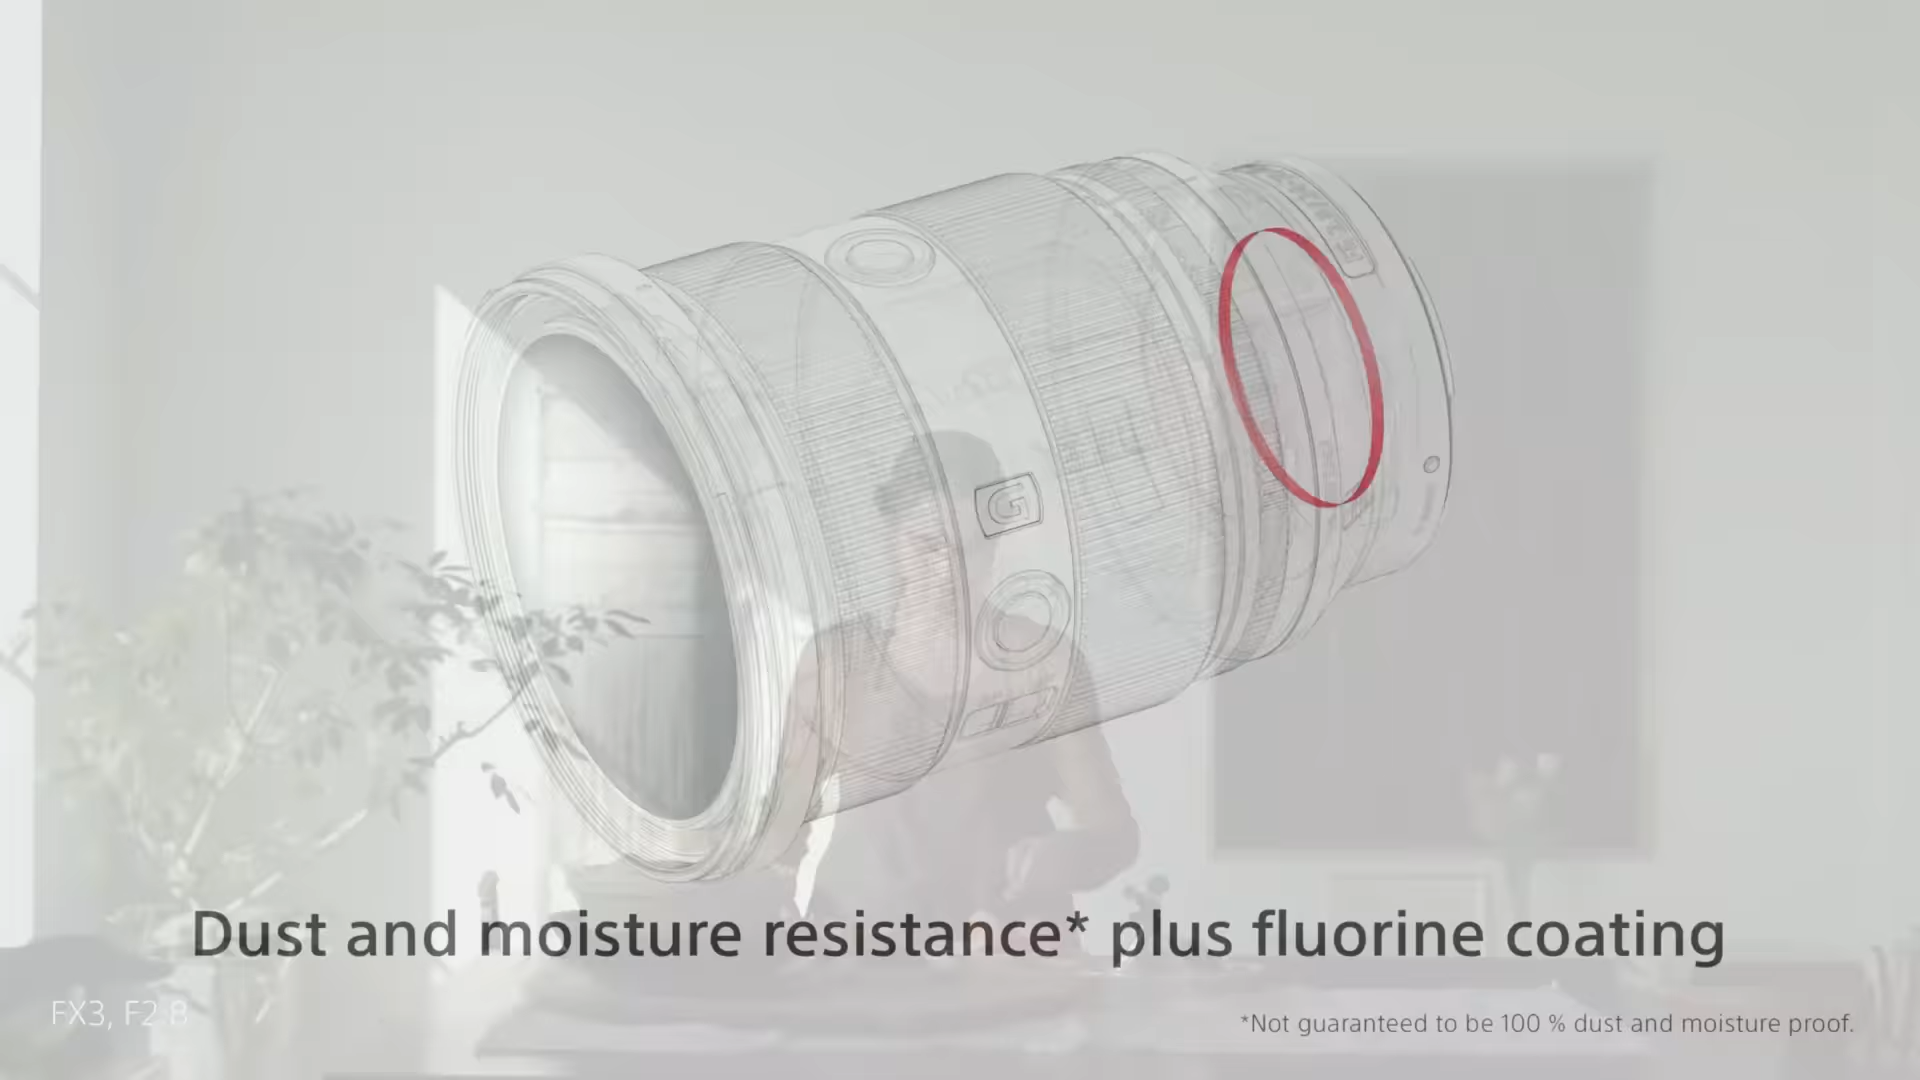 G
Dust and moisture resistance* plus fluorine coating
FX3, F2.8
*Not guaranteed to be 100 % dust and moisture proof.